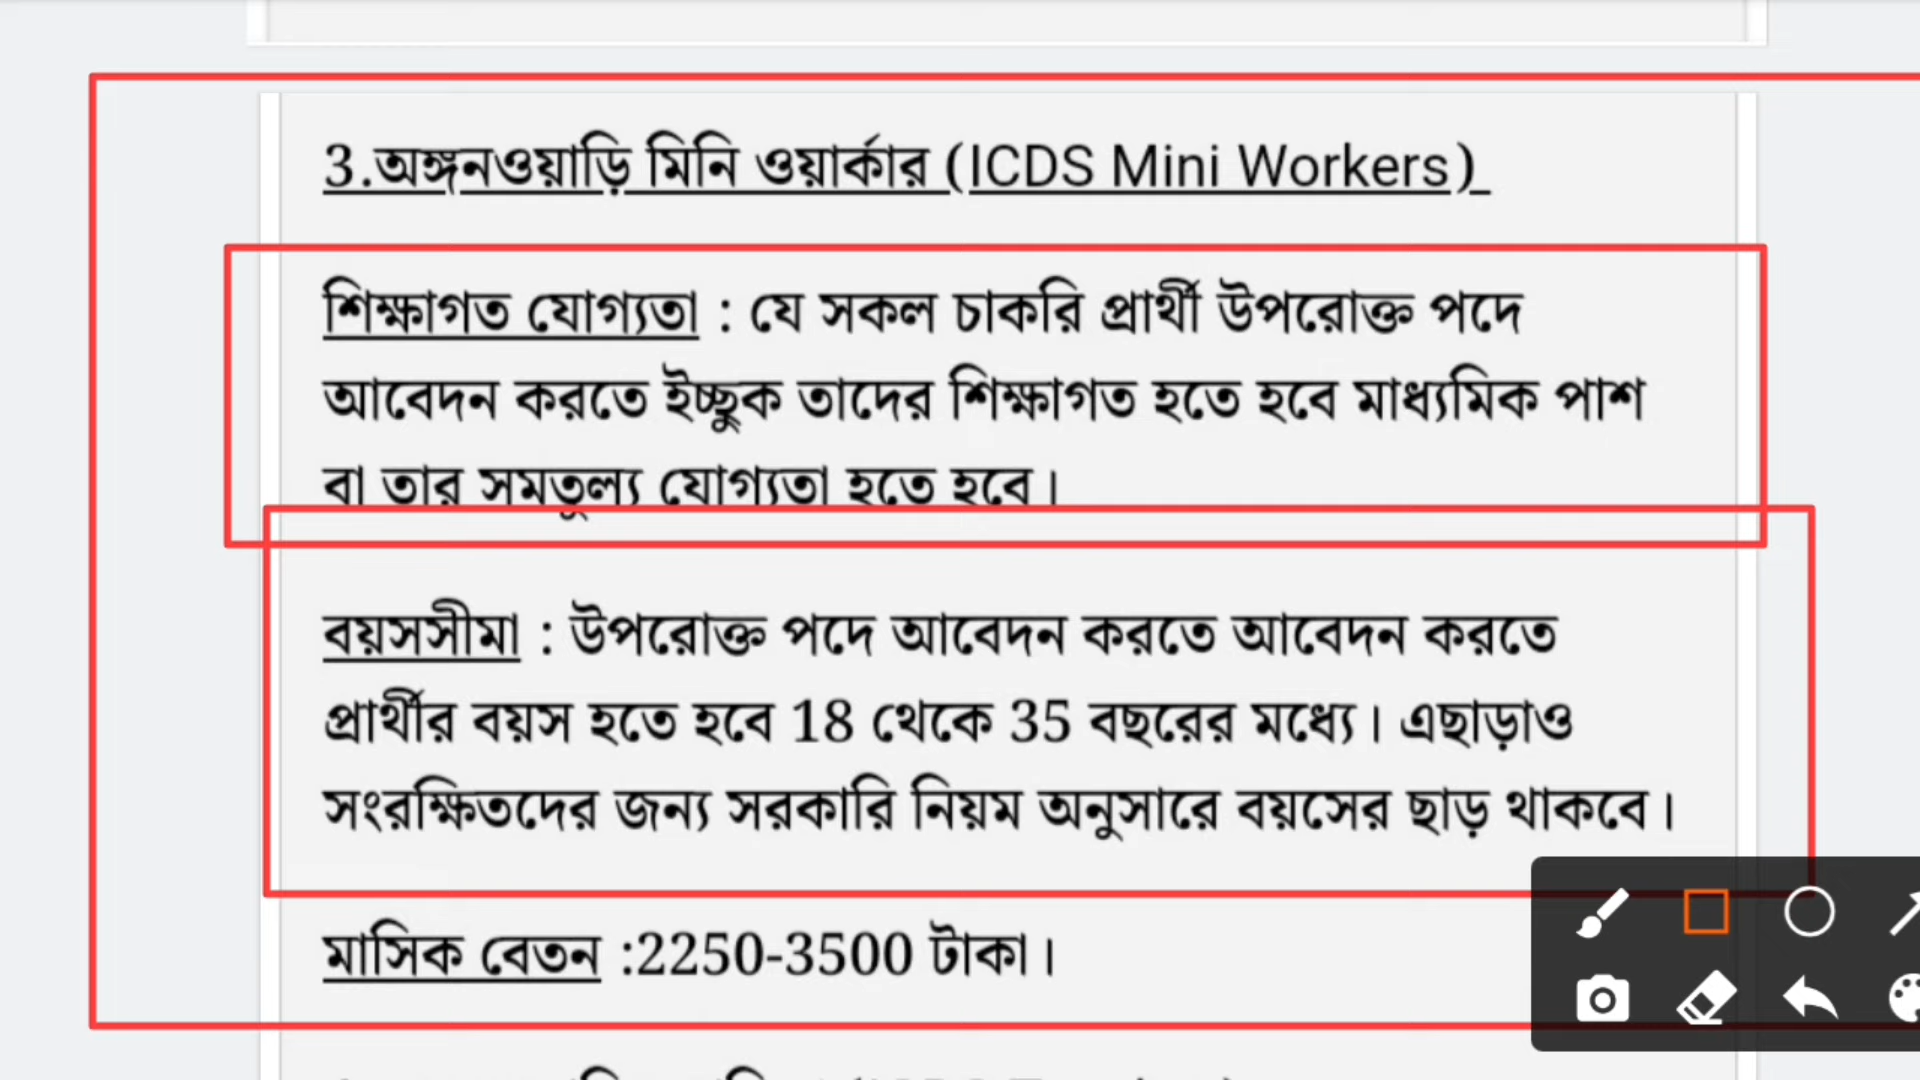 3.অঙ্গনওয়াড়ি মিনি ওয়ার্কার (ICDS Mini Workers)
শিক্ষাগত যোগ্যতা : যে সকল চাকরি প্রার্থী উপরোক্ত পদে
আবেদন করতে ইচ্ছুক তাদের শিক্ষাগত হতে হবে মাধ্যমিক পাশ
বা তার সমতুল্য যোগ্যতা হতে হবে।
বয়সসীমা : উপরোক্ত পদে আবেদন করতে আবেদন করতে
প্রার্থীর বয়স হতে হবে 18 থেকে 35 বছরের মধ্যে। এছাড়াও
সংরক্ষিতদের জন্য সরকারি নিয়ম অনুসারে বয়সের ছাড় থাকবে।
মাসিক বেতন :2250-3500 টাকা।